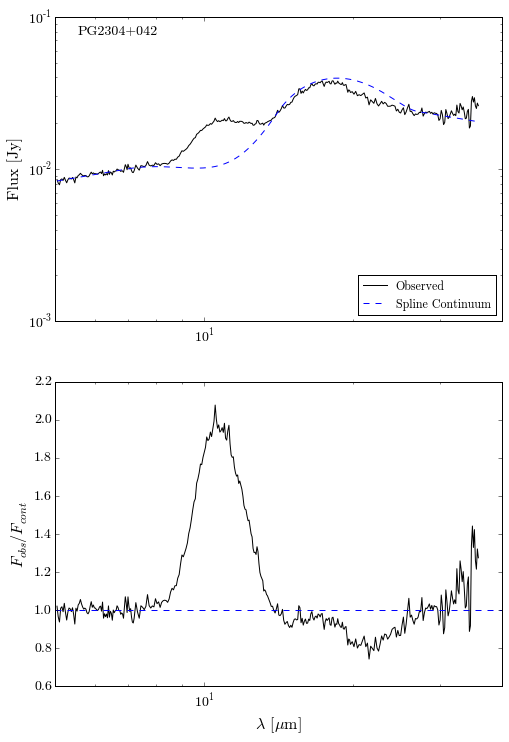 PG2304+042
10^-1
10^-2
10^-3
Flux [Jy]
Observed
Spline Continuum
10^1
2.2
2.0
1.8
1.6
1.4
1.2
1.0
0.8
0.6
F_obs/F_cont
10^1
λ [μm]